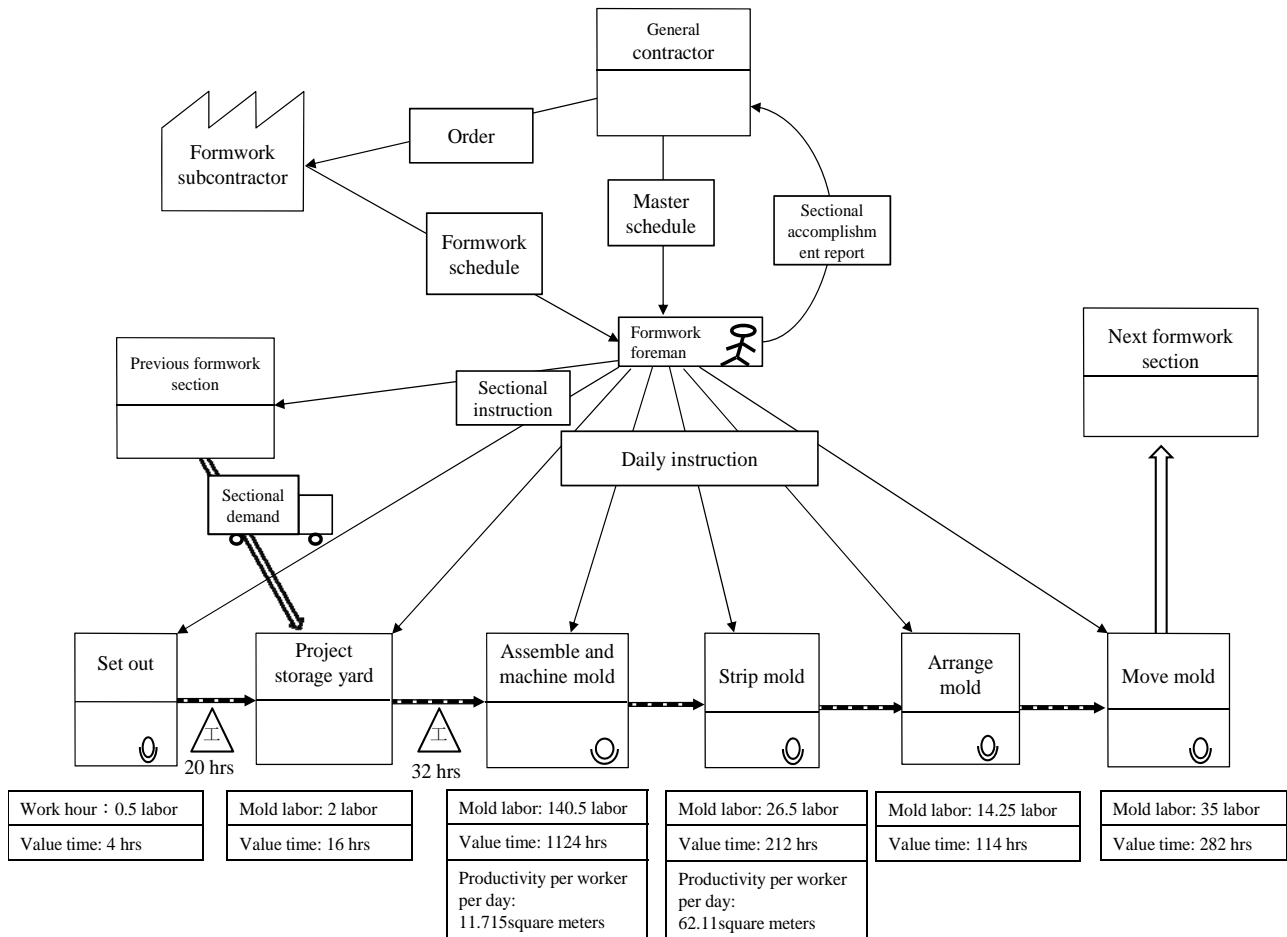 General
contractor
Order
Formwork
subcontractor
Master
schedule
Sectional
accomplishm
ent report
Formwork
schedule
Formwork
foreman
Next formwork
section
Previous formwork
section
Sectional
instruction
Daily instruction
Sectional
demand
Set out
Project
storage yard
Assemble and
machine mold
Strip mold
Arrange
mold
Move mold
工
20 hrs
工
32 hrs
Work hour：0.5 labor
Value time: 4 hrs
Mold labor: 2 labor
Value time: 16 hrs
Mold labor: 140.5 labor
Value time: 1124 hrs
Productivity per worker
per day:
11.715square meters
Mold labor: 26.5 labor
Value time: 212 hrs
Productivity per worker
per day:
62.11square meters
Mold labor: 14.25 labor
Value time: 114 hrs
Mold labor: 35 labor
Value time: 282 hrs